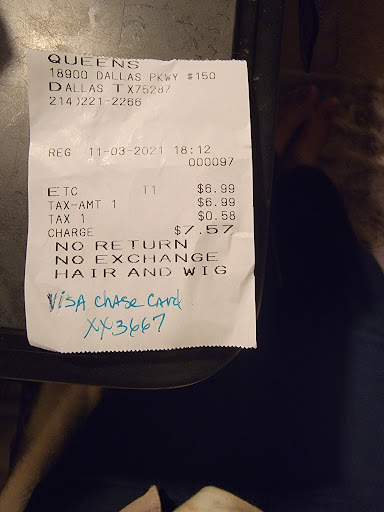 QUEENS
18900 DALLAS PKWY #150
DALLAS TX75287
214)221-2266
REG 11-03-2021 18:12
000097
ETC T1 $6.99
TAX-AMT 1 $6.99
TAX 1 $0.58
CHARGE $7.57
NO RETURN
NO EXCHANGE
HAIR AND WIG
VISA CHASE CARD
XX3667